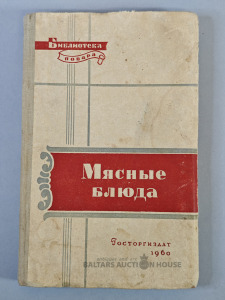 Библиотека
повара
Мясные
блюда
Госторгиздат
1960
BALTARS AUCTION HOUSE